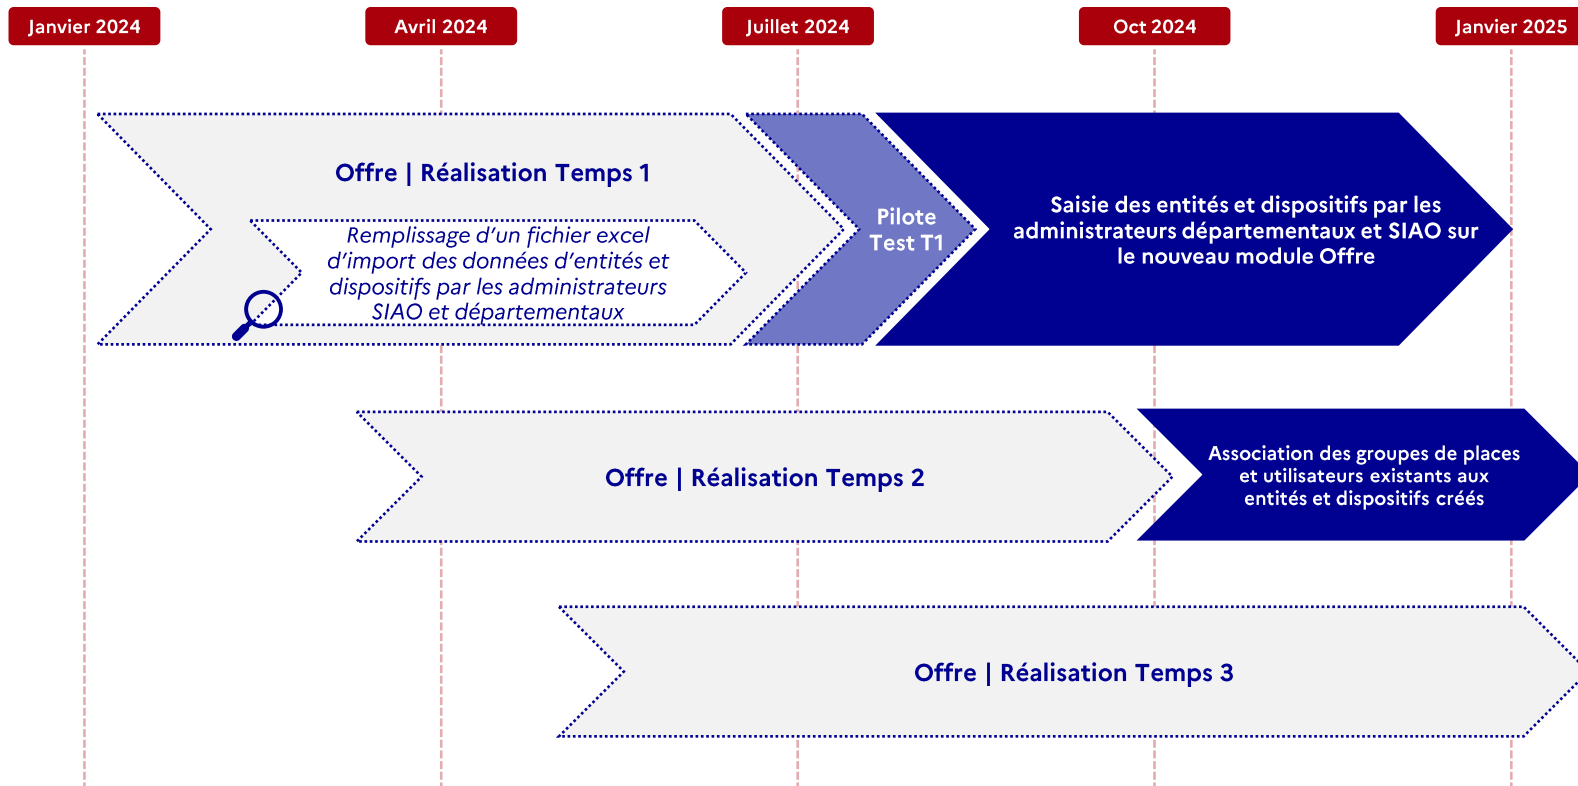 Janvier 2024
Avril 2024
Juillet 2024
Oct 2024
Janvier 2025
Offre | Réalisation Temps 1
Remplissage d’un fichier excel
d’import des données d’entités et
dispositifs par les administrateurs
SIAO et départementaux
Pilote
Test T1
Saisie des entités et dispositifs par les
administrateurs départementaux et SIAO sur
le nouveau module Offre
Offre | Réalisation Temps 2
Association des groupes de places
et utilisateurs existants aux
entités et dispositifs créés
Offre | Réalisation Temps 3